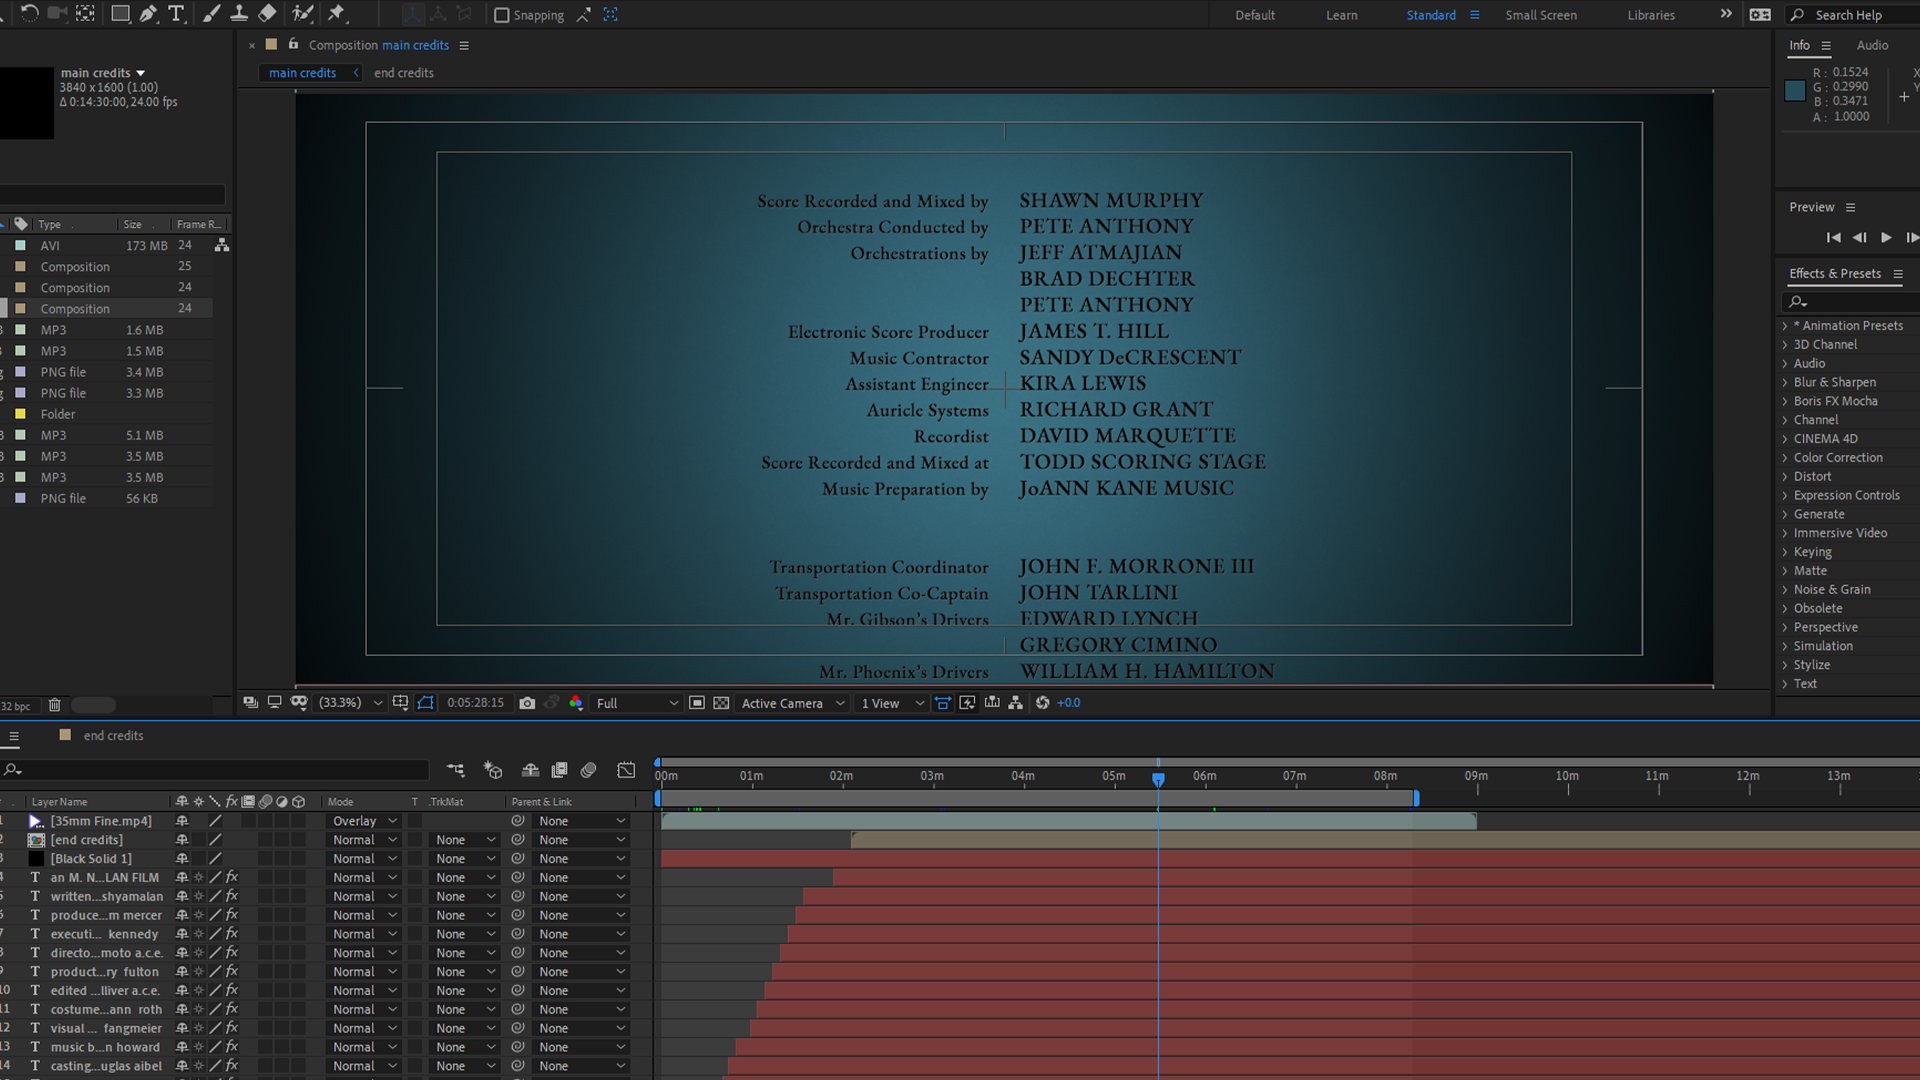 Snapping Default Learn Standard Small Screen Libraries Search Help
Composition main credits
main credits end credits
main credits
3840 x 1600 (1.00)
Δ 0:14:30:00, 24.00 fps
Type Size Frame R...
AVI 173 MB 24
Composition 25
Composition 24
Composition 24
MP3 1.6 MB
MP3 1.5 MB
PNG file 3.4 MB
PNG file 3.3 MB
Folder
MP3 5.1 MB
MP3 3.5 MB
MP3 3.5 MB
PNG file 56 KB
32 bpc
Score Recorded and Mixed by SHAWN MURPHY
Orchestra Conducted by PETE ANTHONY
Orchestrations by JEFF ATMAJIAN
BRAD DECHTER
PETE ANTHONY
Electronic Score Producer JAMES T. HILL
Music Contractor SANDY DeCRESCENT
Assistant Engineer KIRA LEWIS
Auricle Systems RICHARD GRANT
Recordist DAVID MARQUETTE
Score Recorded and Mixed at TODD SCORING STAGE
Music Preparation by JoANN KANE MUSIC
Transportation Coordinator JOHN F. MORRONE III
Transportation Co-Captain JOHN TARLINI
Mr. Gibson's Drivers EDWARD LYNCH
GREGORY CIMINO
Mr. Phoenix's Drivers WILLIAM H. HAMILTON
(33.3%) 0:05:28:15 Full Active Camera 1 View +0.0
Info Audio
R : 0.1524
G : 0.2990
B : 0.3471
A : 1.0000
X
Y
Preview
Effects & Presets
* Animation Presets
3D Channel
Audio
Blur & Sharpen
Boris FX Mocha
Channel
CINEMA 4D
Color Correction
Distort
Expression Controls
Generate
Immersive Video
Keying
Matte
Noise & Grain
Obsolete
Perspective
Simulation
Stylize
Text
end credits
00m 01m 02m 03m 04m 05m 06m 07m 08m 09m 10m 11m 12m 13m
Layer Name fx Mode T .TrkMat Parent & Link
1 [35mm Fine.mp4] Overlay None
2 [end credits] Normal None None
3 [Black Solid 1] Normal None None
4 T an M. N...LAN FILM fx Normal None None
5 T written...shyamalan fx Normal None None
6 T produce...m mercer fx Normal None None
7 T executi... kennedy fx Normal None None
8 T directo...moto a.c.e. fx Normal None None
9 T product...ry fulton fx Normal None None
10 T edited ...lliver a.c.e. fx Normal None None
11 T costume...ann roth fx Normal None None
12 T visual ... fangmeier fx Normal None None
13 T music b...n howard fx Normal None None
14 T casting...uglas aibel fx Normal None None